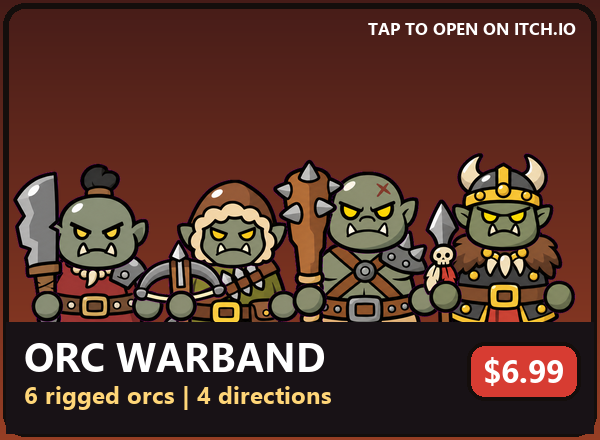 TAP TO OPEN ON ITCH.IO
ORC WARBAND
$6.99
6 rigged orcs | 4 directions